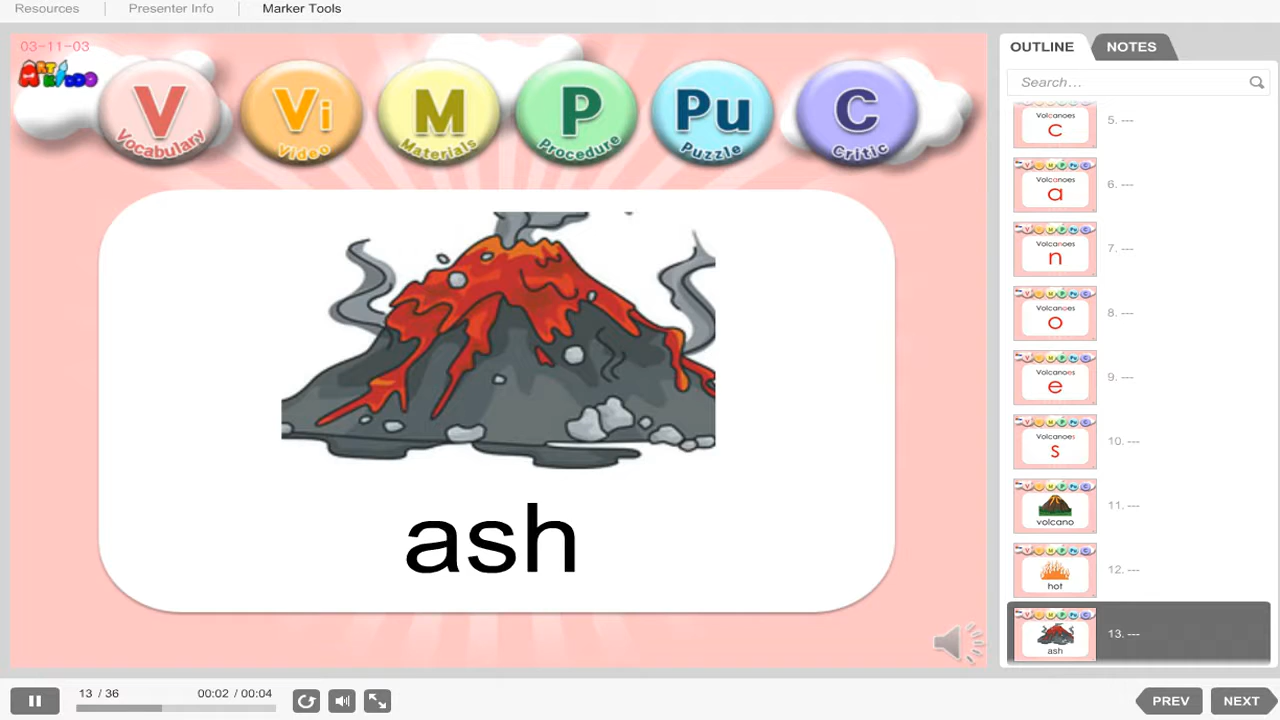 Resources
Presenter Info
Marker Tools
03-11-03
ART KIDOO
V
Vocabulary
Vi
Video
M
Materials
P
Procedure
Pu
Puzzle
C
Critic
ash
OUTLINE
NOTES
Search...
Volcanoes
C
5. ---
Volcanoes
a
6. ---
Volcanoes
n
7. ---
Volcanoes
o
8. ---
Volcanoes
e
9. ---
Volcanoes
s
10. ---
volcano
11. ---
hot
12. ---
ash
13. ---
13 / 36
00:02 / 00:04
PREV
NEXT